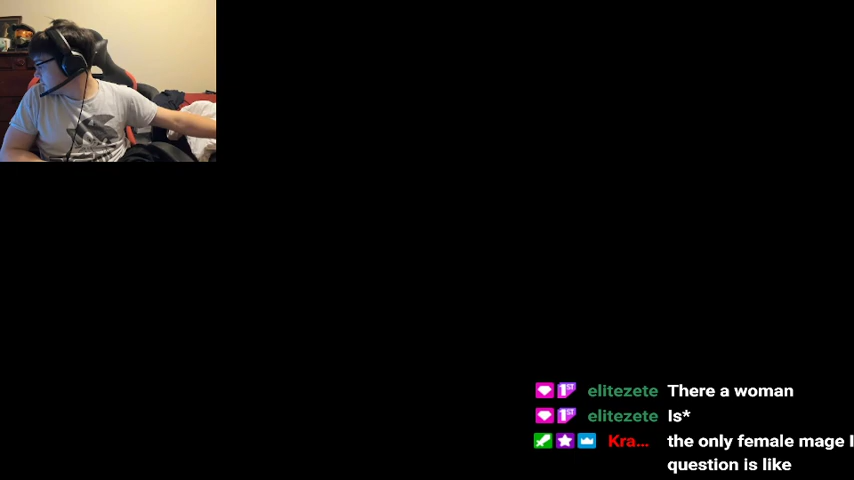 elitezete There a woman
elitezete Is*
Kra... the only female mage I
question is like